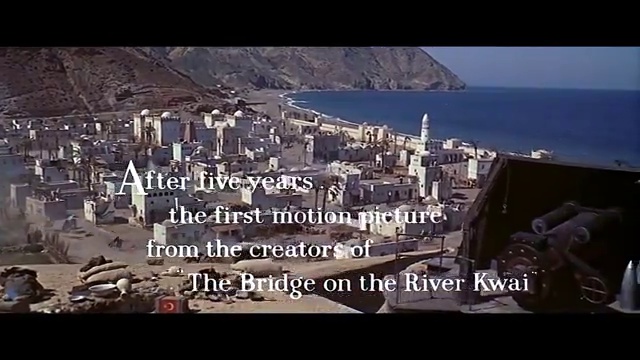 After five years
the first motion picture
from the creators of
"The Bridge on the River Kwai"